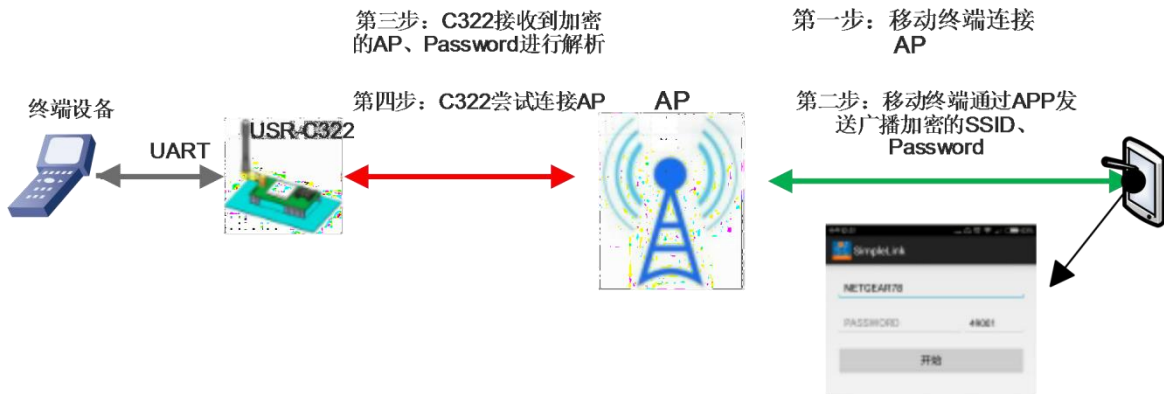 第三步：C322接收到加密
的AP、Password进行解析
第一步：移动终端连接
AP
终端设备
第四步：C322尝试连接AP
AP
第二步：移动终端通过APP发
送广播加密的SSID、
Password
USR-C322
UART
SimpleLink
NETGEAR78
PASSWORD
49001
开始